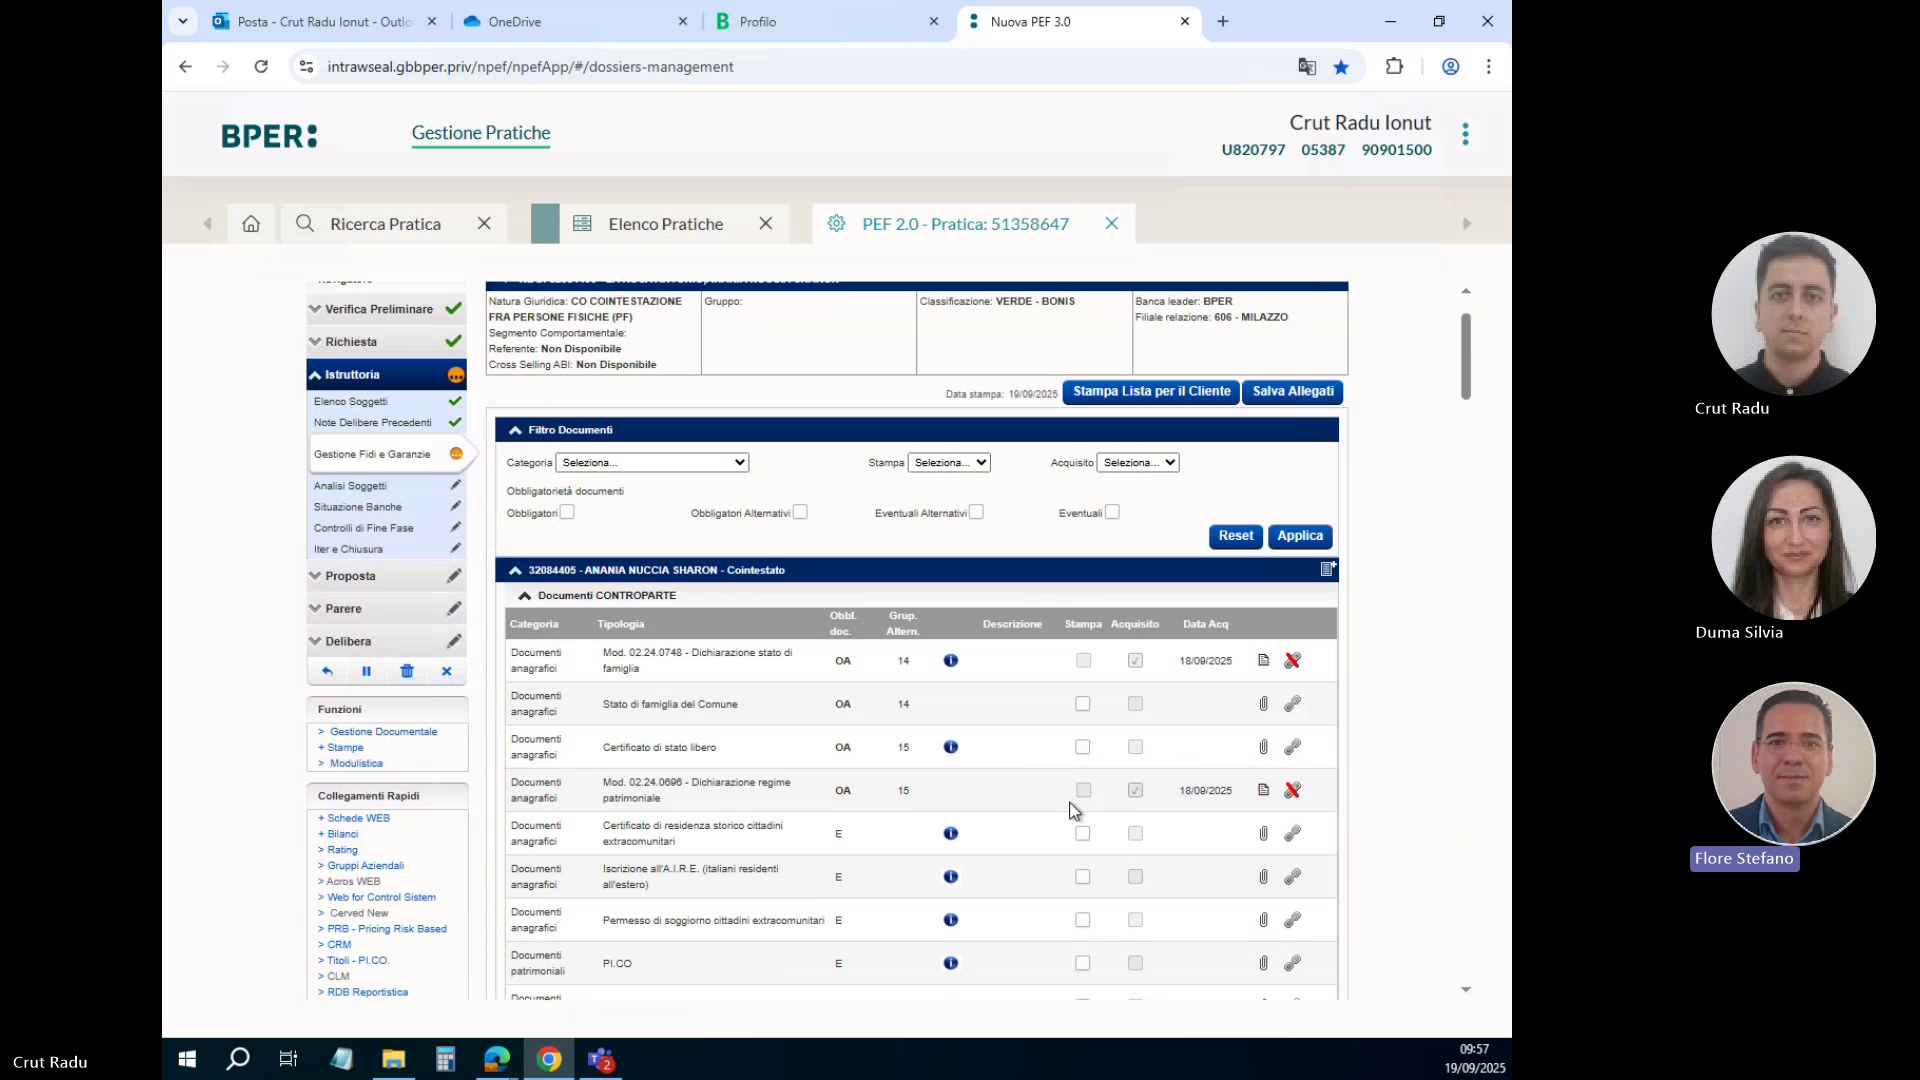 Posta - Crut Radu Ionut - Outlo
OneDrive
Profilo
Nuova PEF 3.0
intrawseal.gbbper.priv/npef/npefApp/#/dossiers-management
BPER:
Gestione Pratiche
Crut Radu Ionut
U820797 05387 90901500
Ricerca Pratica
Elenco Pratiche
PEF 2.0 - Pratica: 51358647
Verifica Preliminare
Richiesta
Istruttoria
Elenco Soggetti
Note Delibere Precedenti
Gestione Fidi e Garanzie
Analisi Soggetti
Situazione Banche
Controlli di Fine Fase
Iter e Chiusura
Proposta
Parere
Delibera
Funzioni
> Gestione Documentale
+ Stampe
> Modulistica
Collegamenti Rapidi
+ Schede WEB
+ Bilanci
> Rating
> Gruppi Aziendali
> Acros WEB
> Web for Control Sistem
> Cerved New
> PRB - Pricing Risk Based
> CRM
> Titoli - PI.CO.
> CLM
> RDB Reportistica
Natura Giuridica: CO COINTESTAZIONE
FRA PERSONE FISICHE (PF)
Segmento Comportamentale:
Referente: Non Disponibile
Cross Selling ABI: Non Disponibile
Gruppo:
Classificazione: VERDE - BONIS
Banca leader: BPER
Filiale relazione: 606 - MILAZZO
Data stampa: 19/09/2025
Stampa Lista per il Cliente
Salva Allegati
Filtro Documenti
Categoria Seleziona...
Stampa Seleziona...
Acquisito Seleziona...
Obbligatorietà documenti
Obbligatori
Obbligatori Alternativi
Eventuali Alternativi
Eventuali
Reset
Applica
32084405 - ANANIA NUCCIA SHARON - Cointestato
Documenti CONTROPARTE
Categoria Tipologia Obbl. doc. Grup. Altern. Descrizione Stampa Acquisito Data Acq
Documenti anagrafici Mod. 02.24.0748 - Dichiarazione stato di famiglia OA 14 18/09/2025
Documenti anagrafici Stato di famiglia del Comune OA 14
Documenti anagrafici Certificato di stato libero OA 15
Documenti anagrafici Mod. 02.24.0696 - Dichiarazione regime patrimoniale OA 15 18/09/2025
Documenti anagrafici Certificato di residenza storico cittadini extracomunitari E
Documenti anagrafici Iscrizione all'A.I.R.E. (italiani residenti all'estero) E
Documenti anagrafici Permesso di soggiorno cittadini extracomunitari E
Documenti patrimoniali PI.CO E
Documenti
Crut Radu
Duma Silvia
Flore Stefano
Crut Radu
2
09:57
19/09/2025